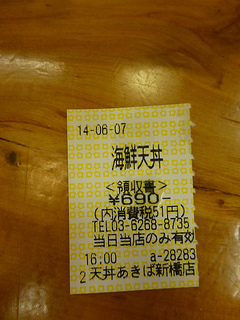 14-06-07
海鮮天丼
<領収書>
¥690-
(内消費税51円)
TEL03-6268-8735
当日当店のみ有効
16:00 a-28283
2 天丼あきば新橋店